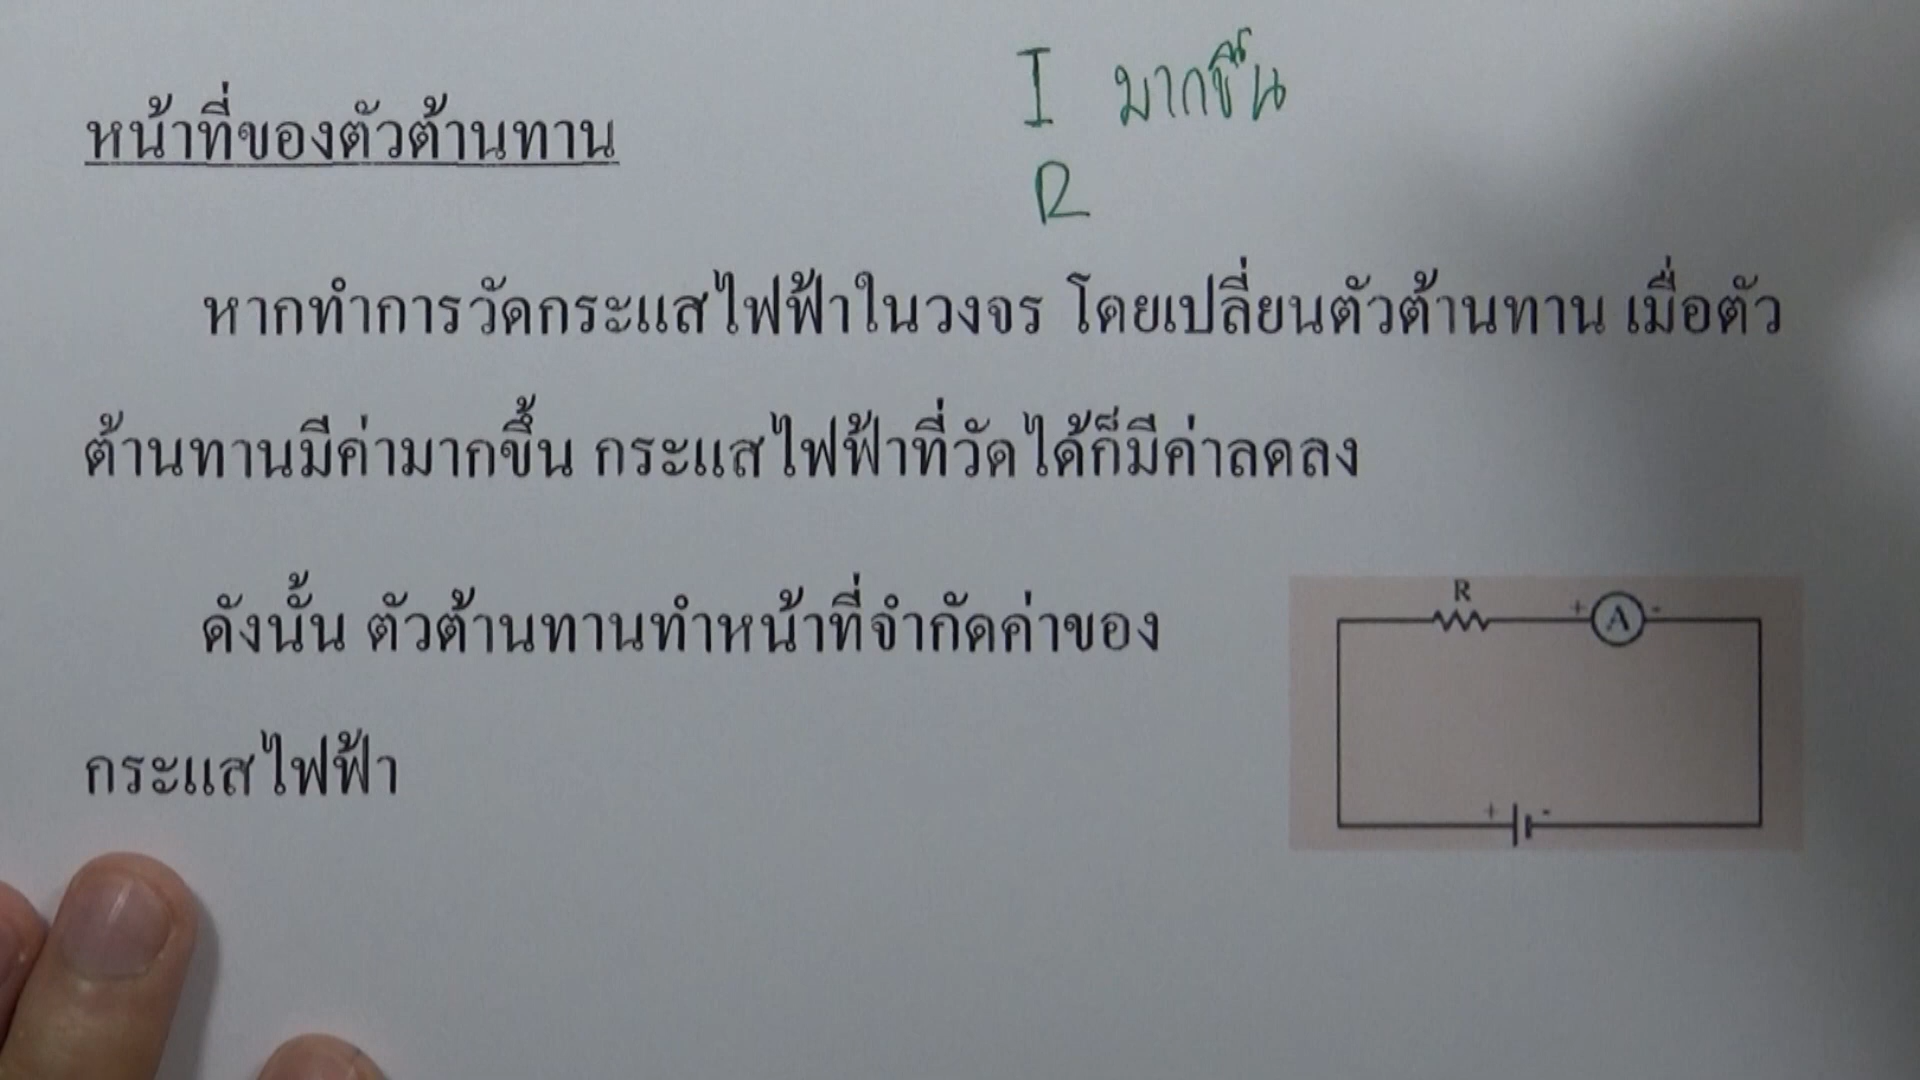 I มากขึ้น
หน้าที่ของตัวต้านทาน
R
หากทำการวัดกระแสไฟฟ้าในวงจร โดยเปลี่ยนตัวต้านทาน เมื่อตัว
ต้านทานมีค่ามากขึ้น กระแสไฟฟ้าที่วัดได้ก็มีค่าลดลง
ดังนั้น ตัวต้านทานทำหน้าที่จำกัดค่าของ
กระแสไฟฟ้า
R
+ A -
+ -